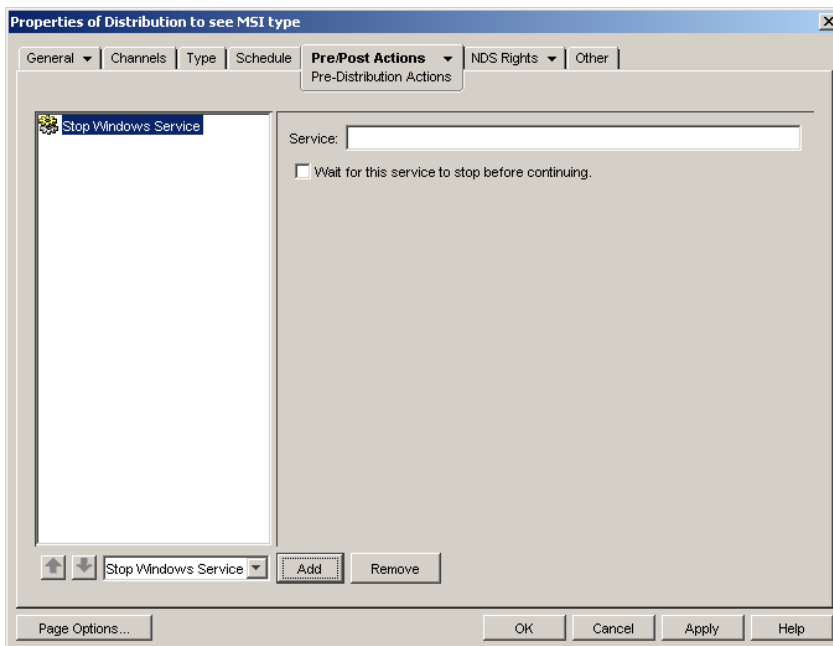 Properties of Distribution to see MSI type
General Channels Type Schedule Pre/Post Actions NDS Rights Other
Pre-Distribution Actions
Stop Windows Service
Service:
Wait for this service to stop before continuing.
Stop Windows Service Add Remove
Page Options... OK Cancel Apply Help